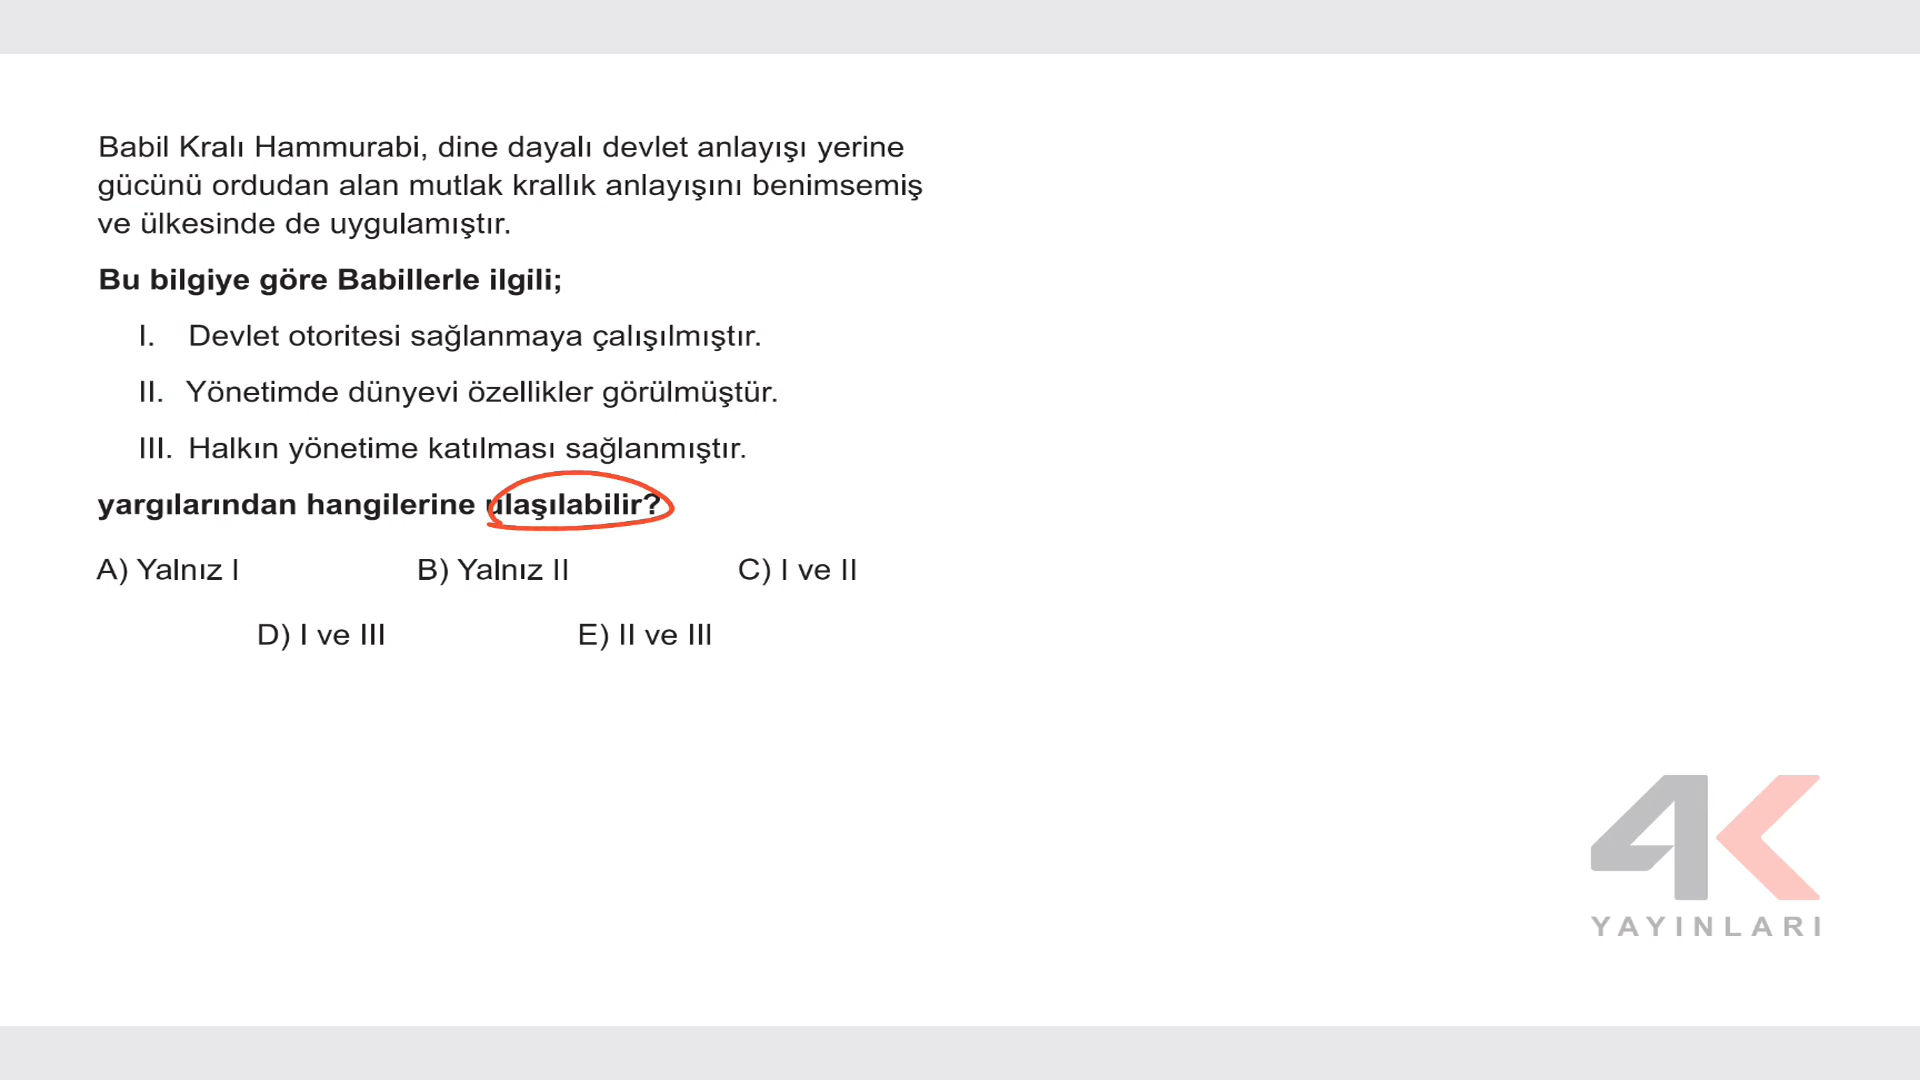 Babil Kralı Hammurabi, dine dayalı devlet anlayışı yerine
gücünü ordudan alan mutlak krallık anlayışını benimsemiş
ve ülkesinde de uygulamıştır.
Bu bilgiye göre Babillerle ilgili;
I. Devlet otoritesi sağlanmaya çalışılmıştır.
II. Yönetimde dünyevi özellikler görülmüştür.
III. Halkın yönetime katılması sağlanmıştır.
yargılarından hangilerine ulaşılabilir?
A) Yalnız I B) Yalnız II C) I ve II
D) I ve III E) II ve III
4K
YAYINLARI